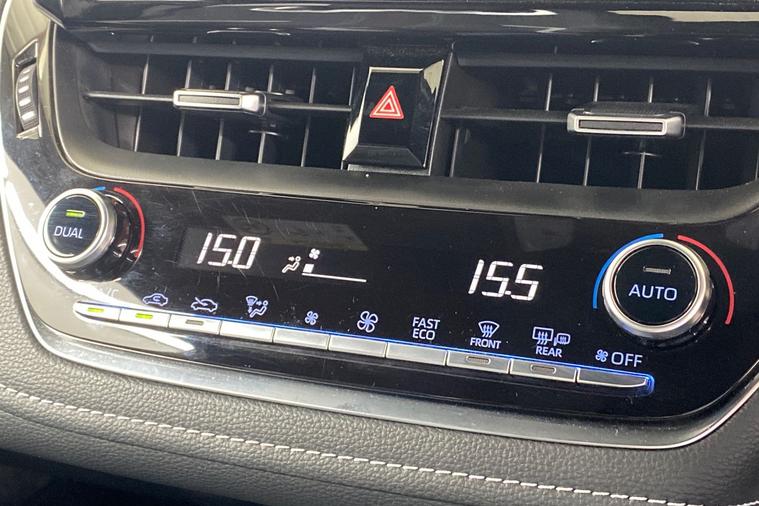 DUAL
15.0
15.5
AUTO
FAST
ECO
FRONT
REAR
OFF